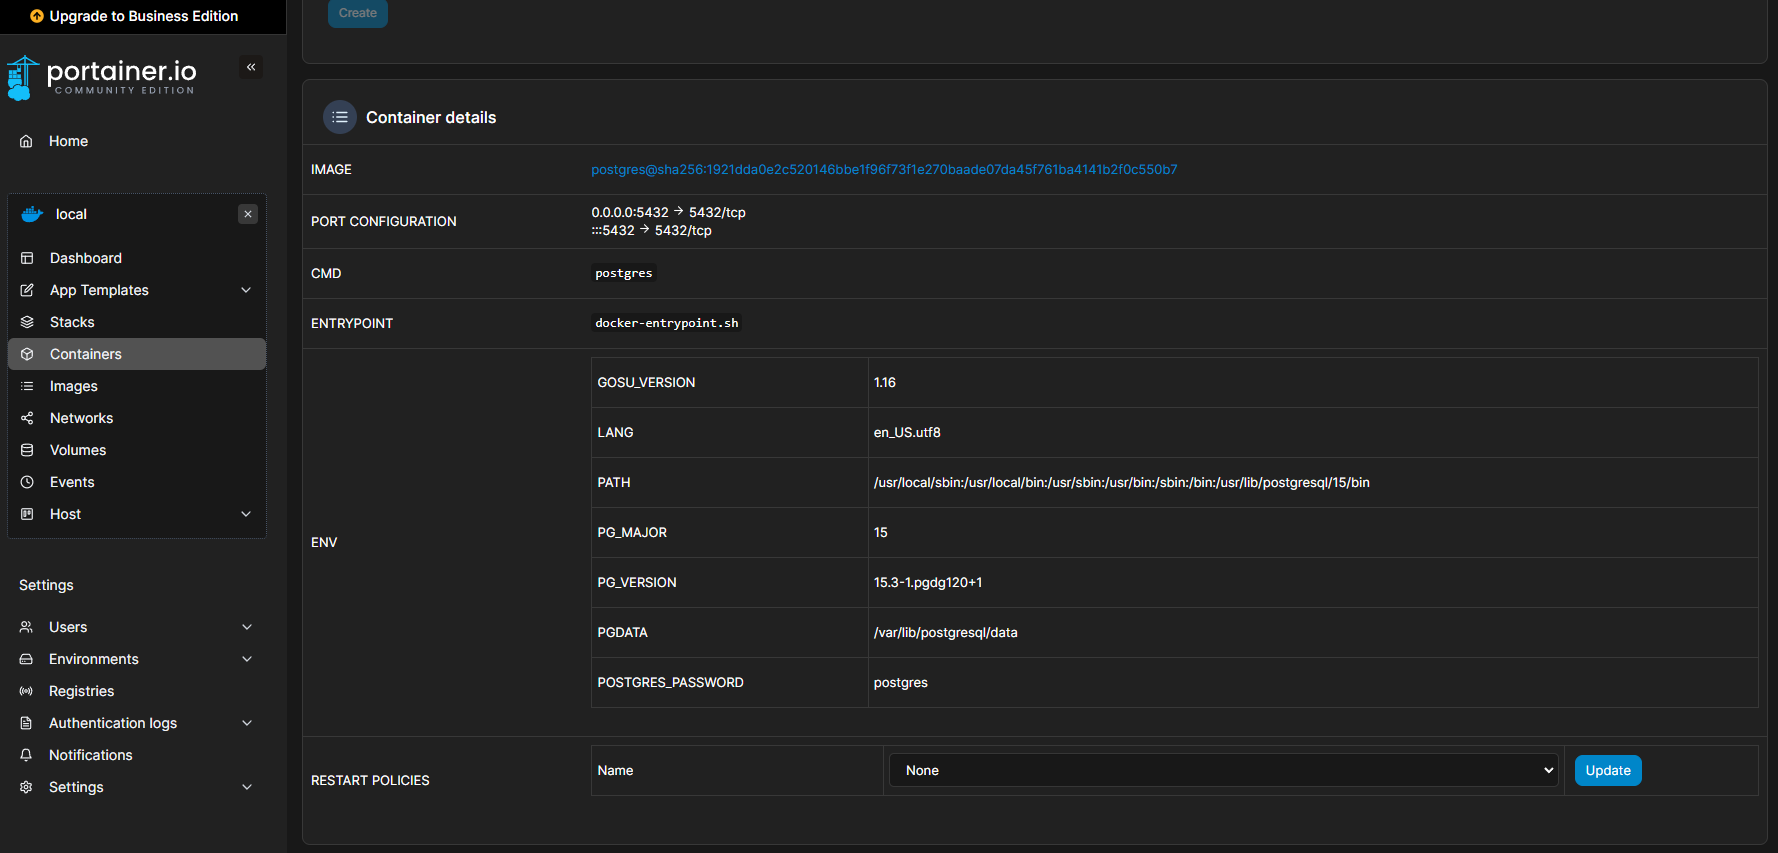 Upgrade to Business Edition
portainer.io
COMMUNITY EDITION
Home
local
Dashboard
App Templates
Stacks
Containers
Images
Networks
Volumes
Events
Host
Settings
Users
Environments
Registries
Authentication logs
Notifications
Settings
Create
Container details
IMAGE postgres@sha256:1921dda0e2c520146bbe1f96f73f1e270baade07da45f761ba4141b2f0c550b7
PORT CONFIGURATION
0.0.0.0:5432 → 5432/tcp
:::5432 → 5432/tcp
CMD postgres
ENTRYPOINT docker-entrypoint.sh
ENV
GOSU_VERSION 1.16
LANG en_US.utf8
PATH /usr/local/sbin:/usr/local/bin:/usr/sbin:/usr/bin:/sbin:/bin:/usr/lib/postgresql/15/bin
PG_MAJOR 15
PG_VERSION 15.3-1.pgdg120+1
PGDATA /var/lib/postgresql/data
POSTGRES_PASSWORD postgres
RESTART POLICIES
Name None Update